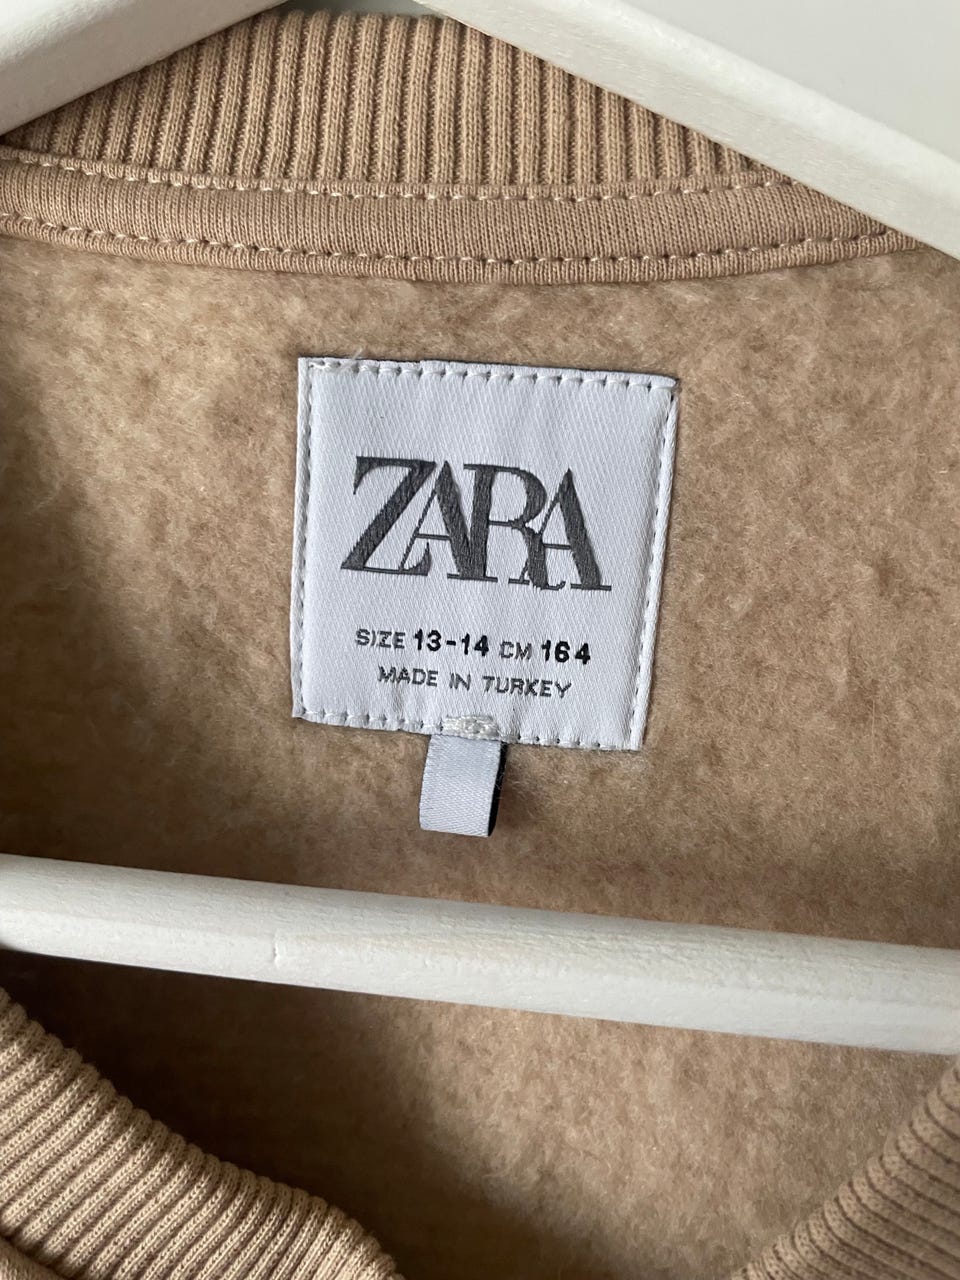 ZARA
SIZE 13-14 CM 164
MADE IN TURKEY